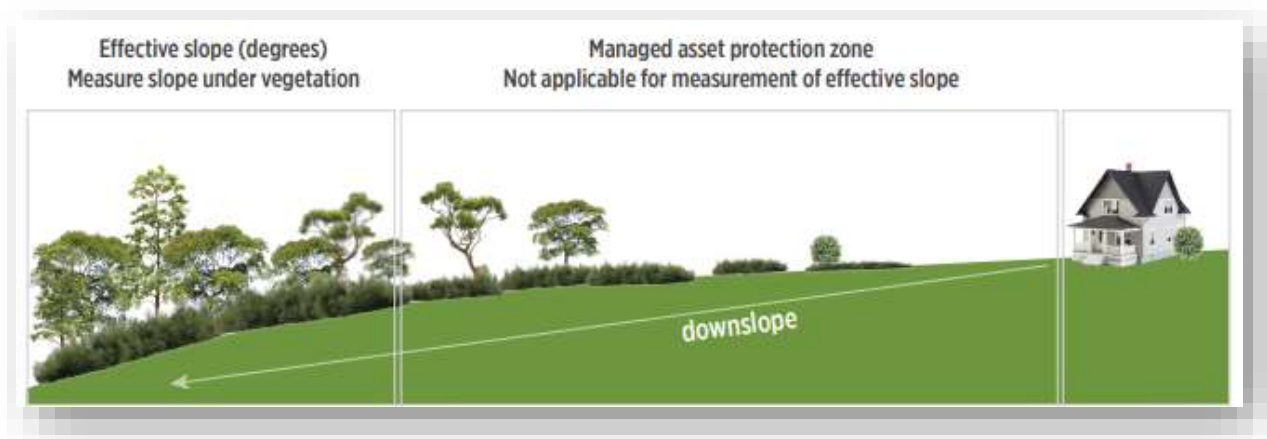 Effective slope (degrees)
Measure slope under vegetation
Managed asset protection zone
Not applicable for measurement of effective slope
downslope